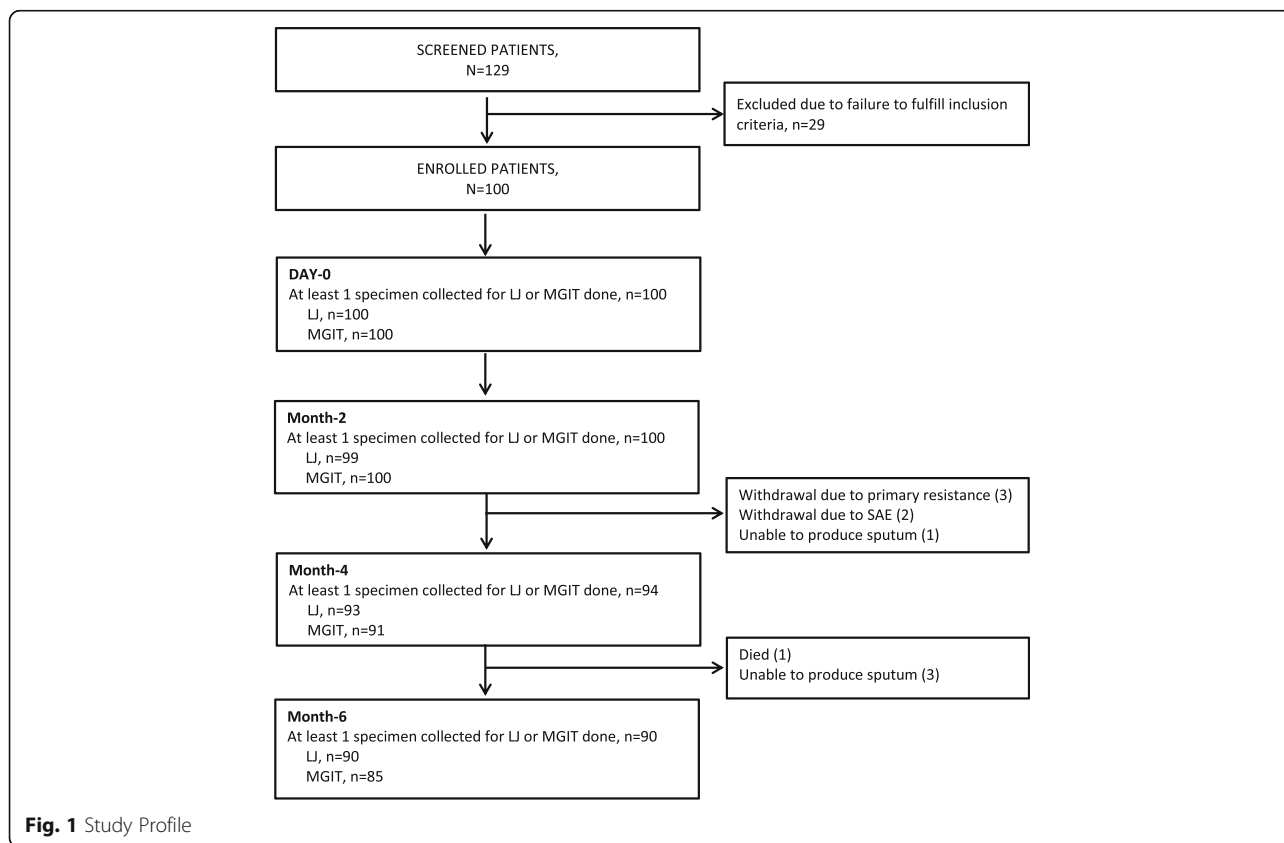 SCREENED PATIENTS,
N=129
Excluded due to failure to fulfill inclusion
criteria, n=29
ENROLLED PATIENTS,
N=100
DAY-0
At least 1 specimen collected for LJ or MGIT done, n=100
LJ, n=100
MGIT, n=100
Month-2
At least 1 specimen collected for LJ or MGIT done, n=100
LJ, n=99
MGIT, n=100
Withdrawal due to primary resistance (3)
Withdrawal due to SAE (2)
Unable to produce sputum (1)
Month-4
At least 1 specimen collected for LJ or MGIT done, n=94
LJ, n=93
MGIT, n=91
Died (1)
Unable to produce sputum (3)
Month-6
At least 1 specimen collected for LJ or MGIT done, n=90
LJ, n=90
MGIT, n=85
Fig. 1 Study Profile